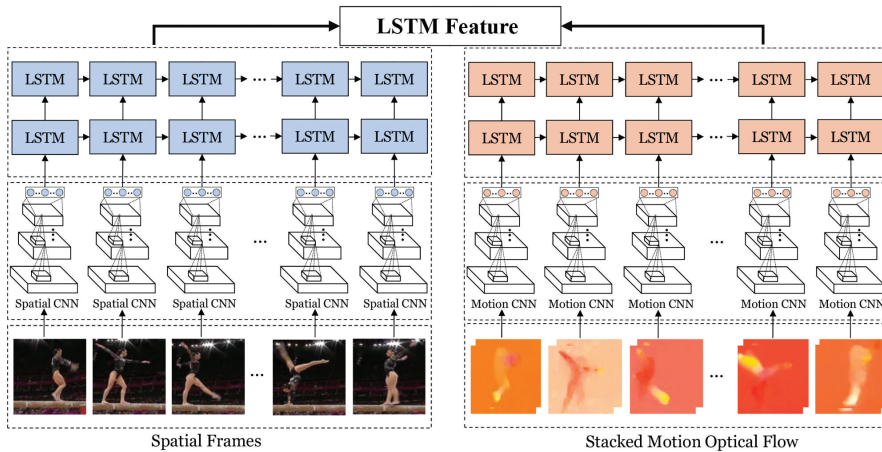 LSTM Feature
LSTM LSTM LSTM ... LSTM LSTM
LSTM LSTM LSTM ... LSTM LSTM
LSTM LSTM LSTM ... LSTM LSTM
LSTM LSTM LSTM ... LSTM LSTM
Spatial CNN Spatial CNN Spatial CNN ... Spatial CNN Spatial CNN
Motion CNN Motion CNN Motion CNN ... Motion CNN Motion CNN
Spatial Frames
Stacked Motion Optical Flow